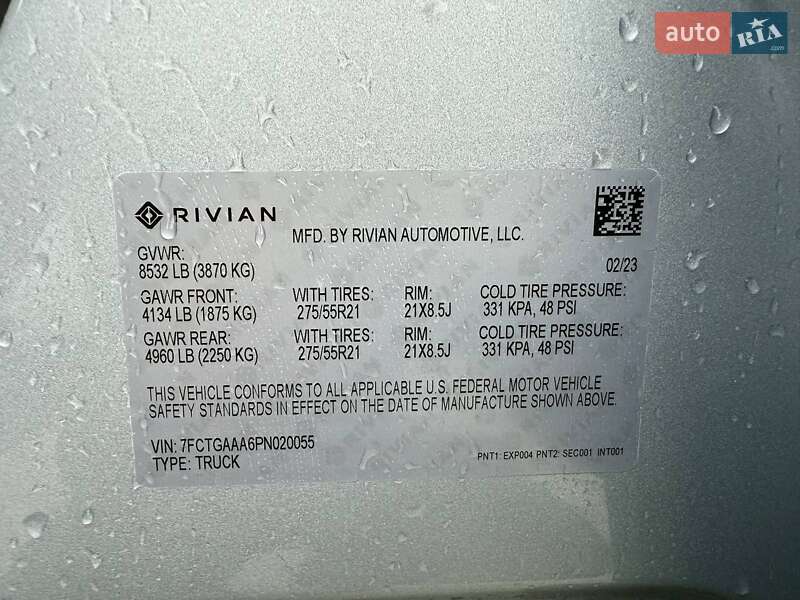 auto RIA.com
RIVIAN
MFD. BY RIVIAN AUTOMOTIVE, LLC.
GVWR:
8532 LB (3870 KG)
02/23
GAWR FRONT: WITH TIRES: RIM: COLD TIRE PRESSURE:
4134 LB (1875 KG) 275/55R21 21X8.5J 331 KPA, 48 PSI
GAWR REAR: WITH TIRES: RIM: COLD TIRE PRESSURE:
4960 LB (2250 KG) 275/55R21 21X8.5J 331 KPA, 48 PSI
THIS VEHICLE CONFORMS TO ALL APPLICABLE U.S. FEDERAL MOTOR VEHICLE
SAFETY STANDARDS IN EFFECT ON THE DATE OF MANUFACTURE SHOWN ABOVE.
VIN: 7FCTGAAA6PN020055
TYPE: TRUCK
PNT1: EXP004 PNT2: SEC001 INT001